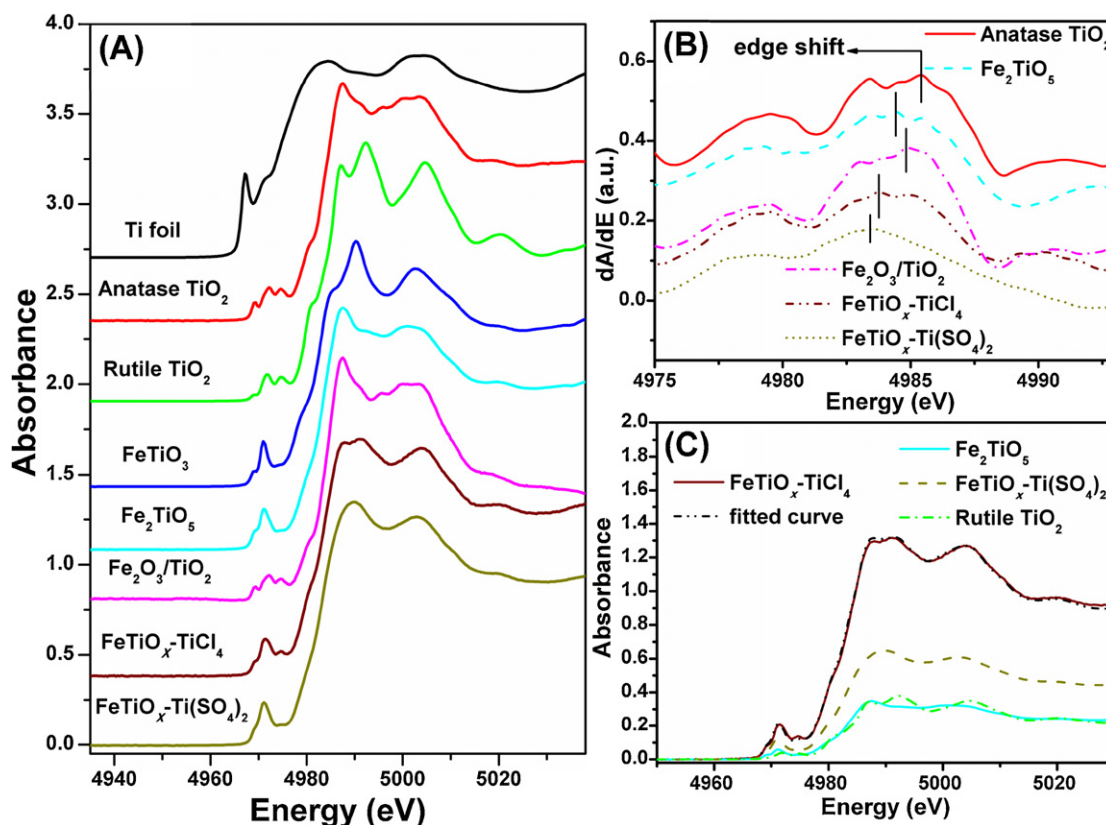 (A)
4.0
3.5
3.0
2.5
2.0
1.5
1.0
0.5
0.0
Absorbance
Ti foil
Anatase TiO2
Rutile TiO2
FeTiO3
Fe2TiO5
Fe2O3/TiO2
FeTiOx-TiCl4
FeTiOx-Ti(SO4)2
4940 4960 4980 5000 5020
Energy (eV)
(B)
edge shift
Anatase TiO2
Fe2TiO5
0.6
0.4
0.2
0.0
dA/dE (a.u.)
Fe2O3/TiO2
FeTiOx-TiCl4
FeTiOx-Ti(SO4)2
4975 4980 4985 4990
Energy (eV)
(C)
2.0
1.8
1.6
1.4
1.2
1.0
0.8
0.6
0.4
0.2
0.0
Absorbance
FeTiOx-TiCl4
fitted curve
Fe2TiO5
FeTiOx-Ti(SO4)2
Rutile TiO2
4960 4980 5000 5020
Energy (eV)